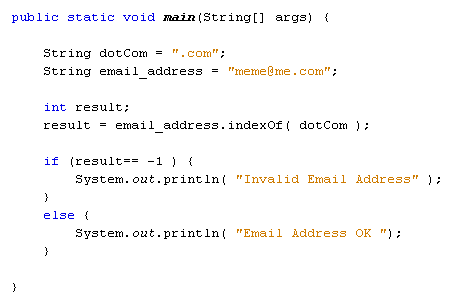 public static void main(String[] args) {
String dotCom = ".com";
String email_address = "meme@me.com";
int result;
result = email_address.indexOf( dotCom );
if (result== -1 ) {
System.out.println( "Invalid Email Address" );
}
else {
System.out.println( "Email Address OK ");
}
}